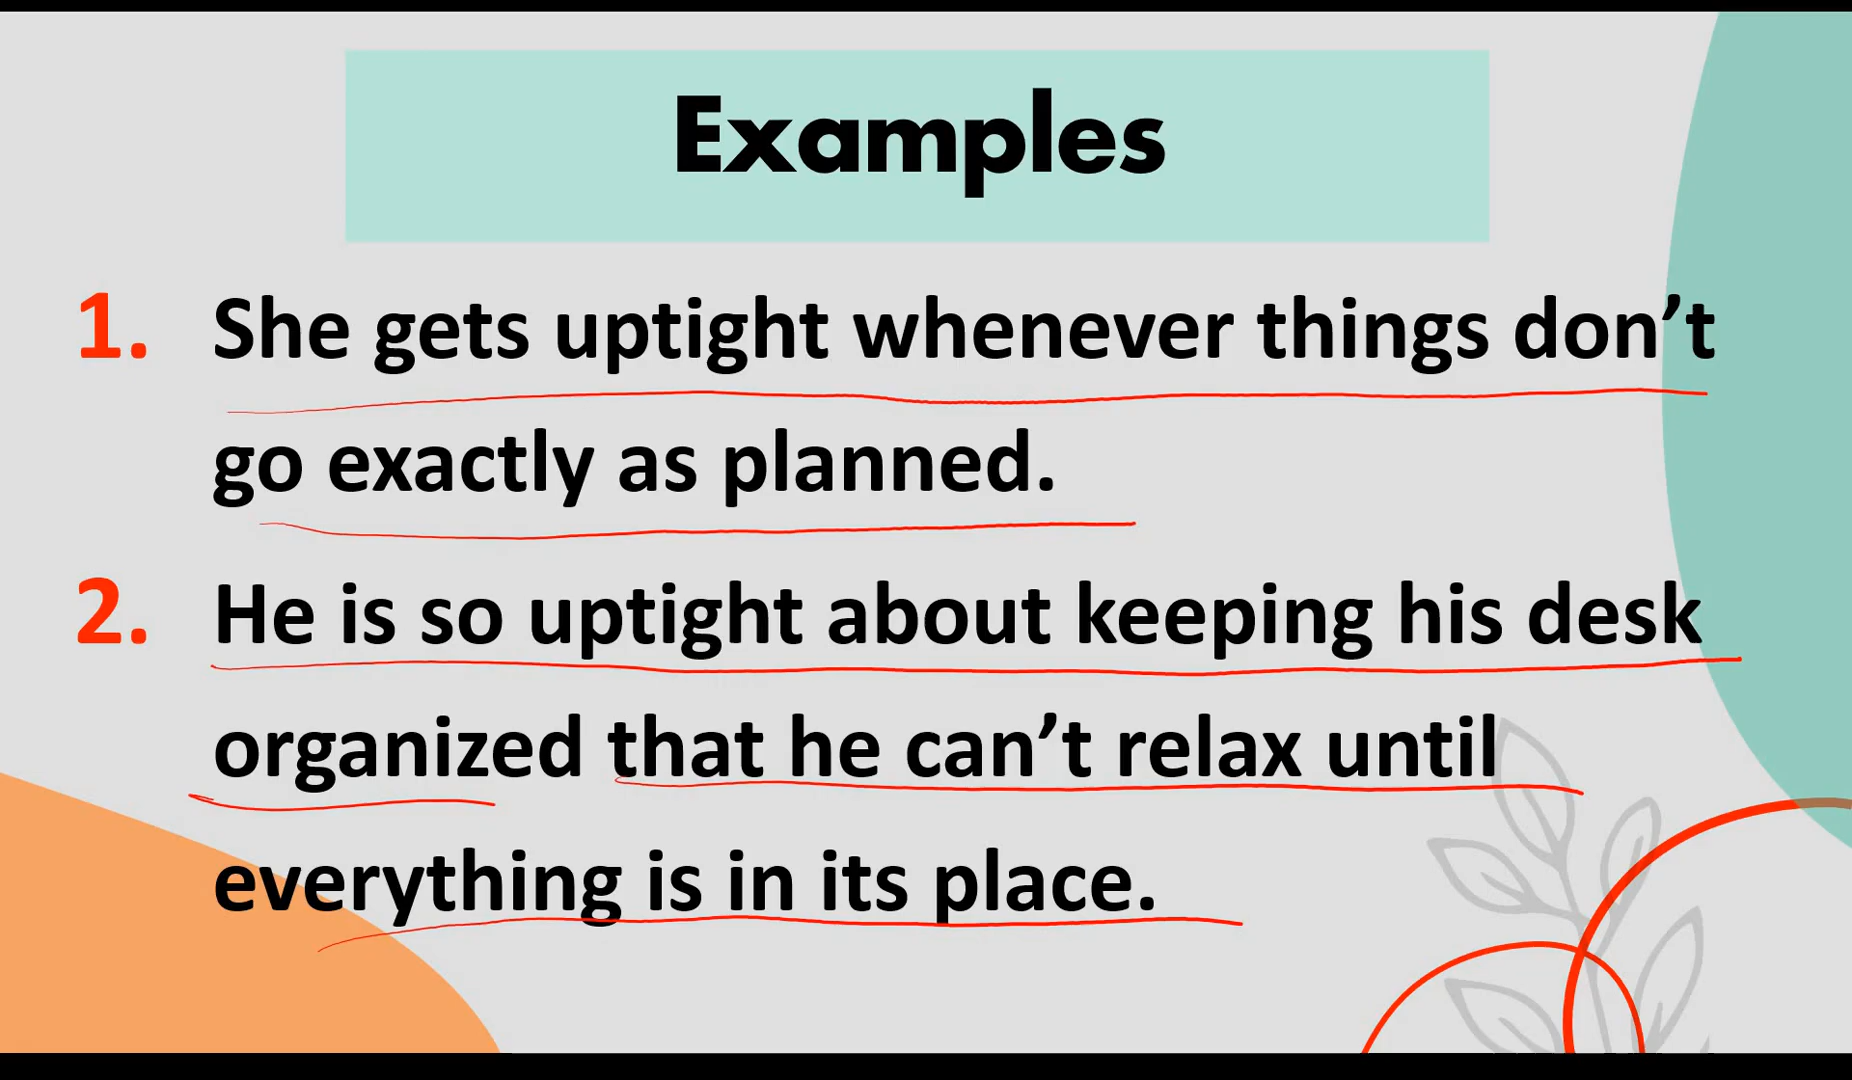 Examples
1. She gets uptight whenever things don’t
go exactly as planned.
2. He is so uptight about keeping his desk
organized that he can’t relax until
everything is in its place.